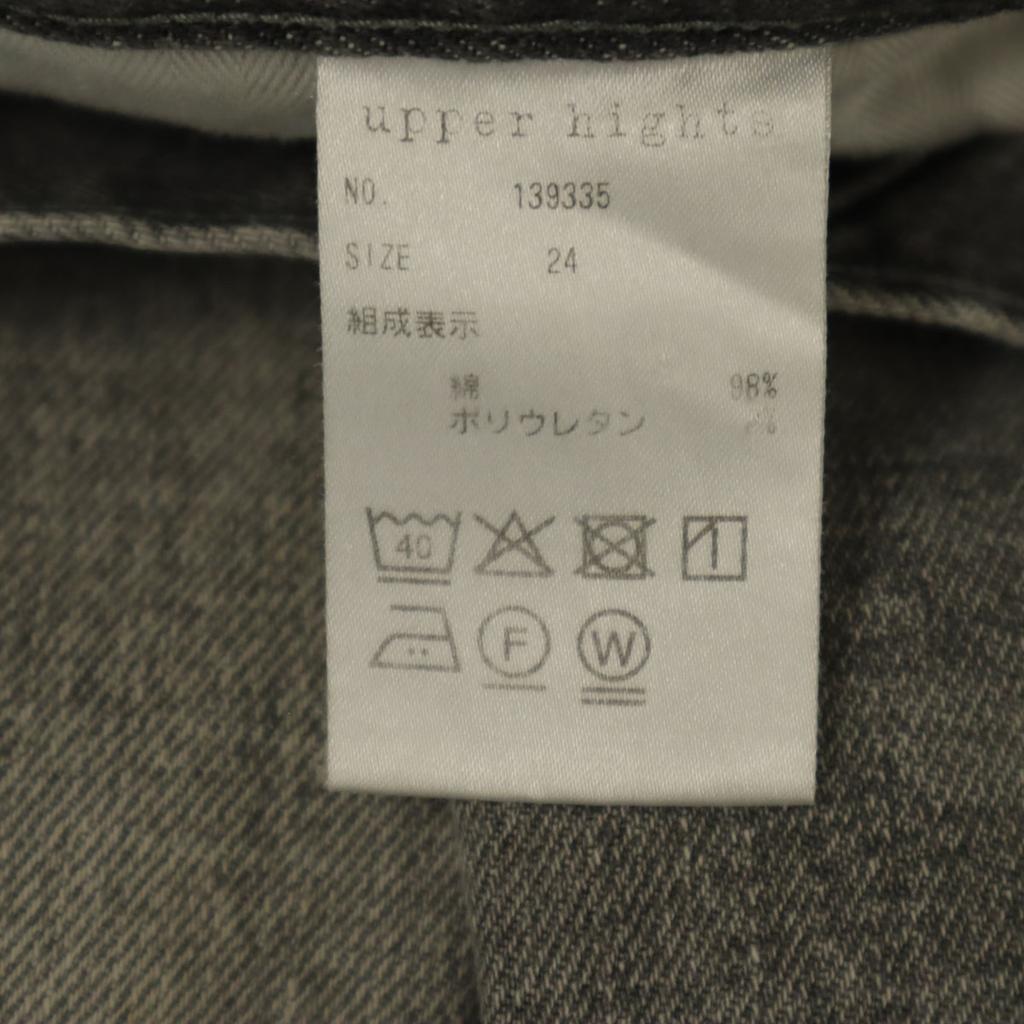 upper hights
NO. 139335
SIZE 24
組成表示
綿 98%
ポリウレタン %
40
F
W